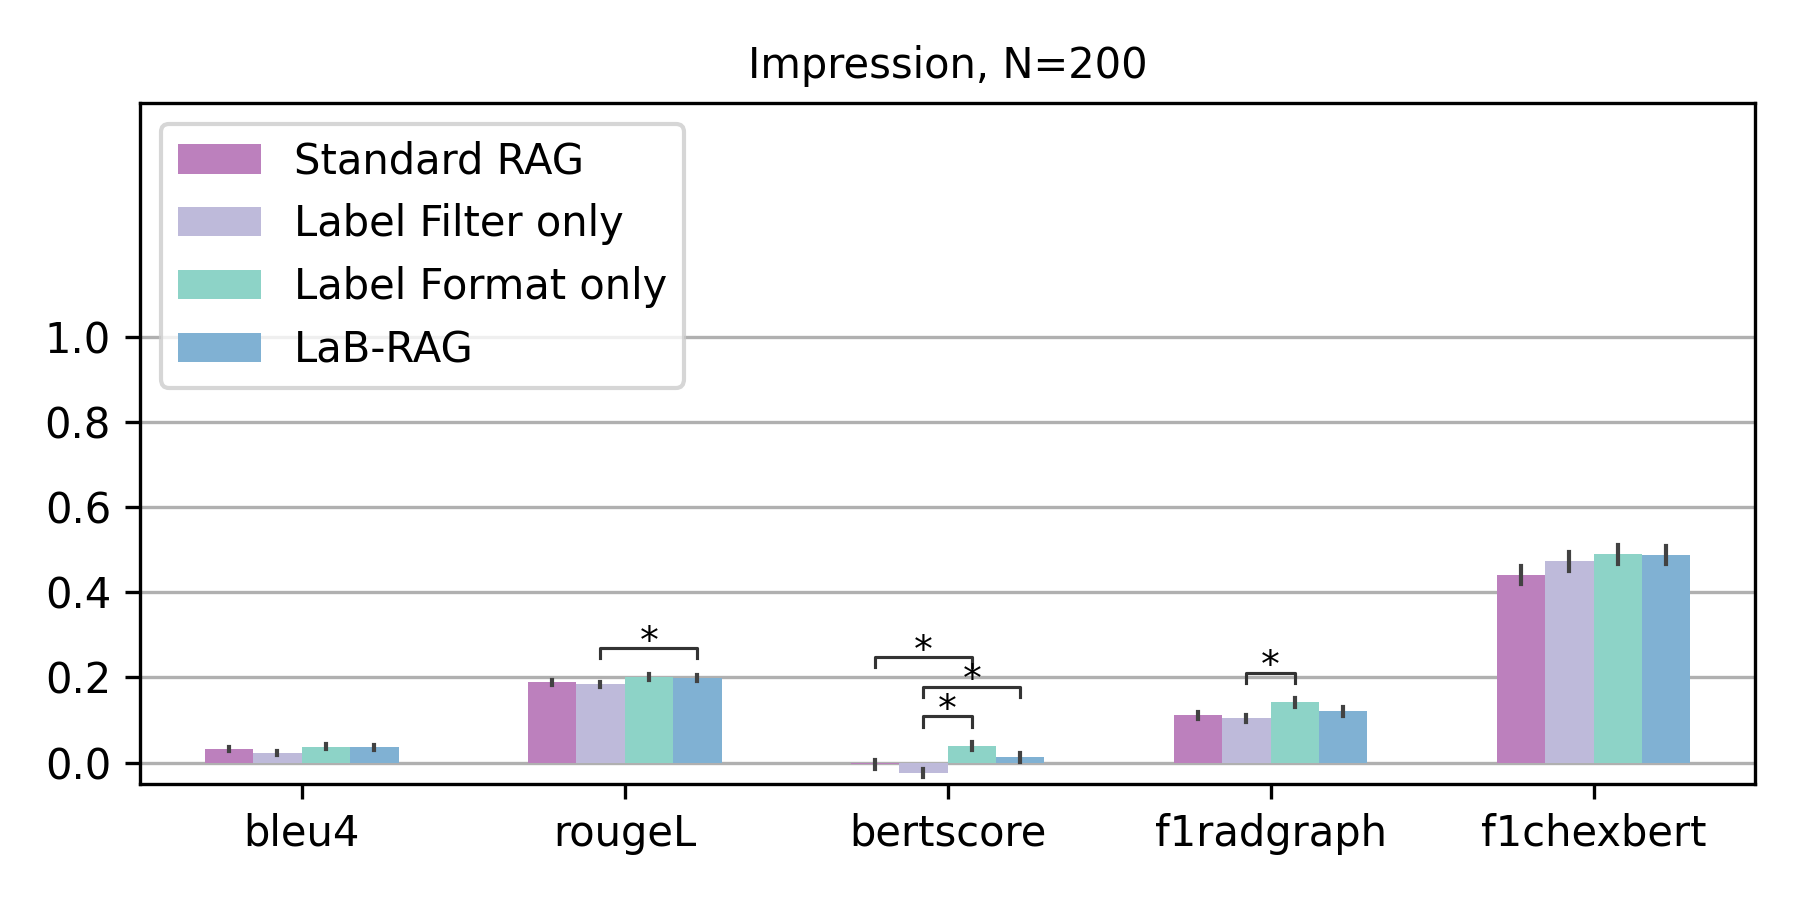 Impression, N=200
Standard RAG
Label Filter only
Label Format only
LaB-RAG
1.0
0.8
0.6
0.4
0.2
0.0
*
*
*
*
*
bleu4 rougeL bertscore f1radgraph f1chexbert